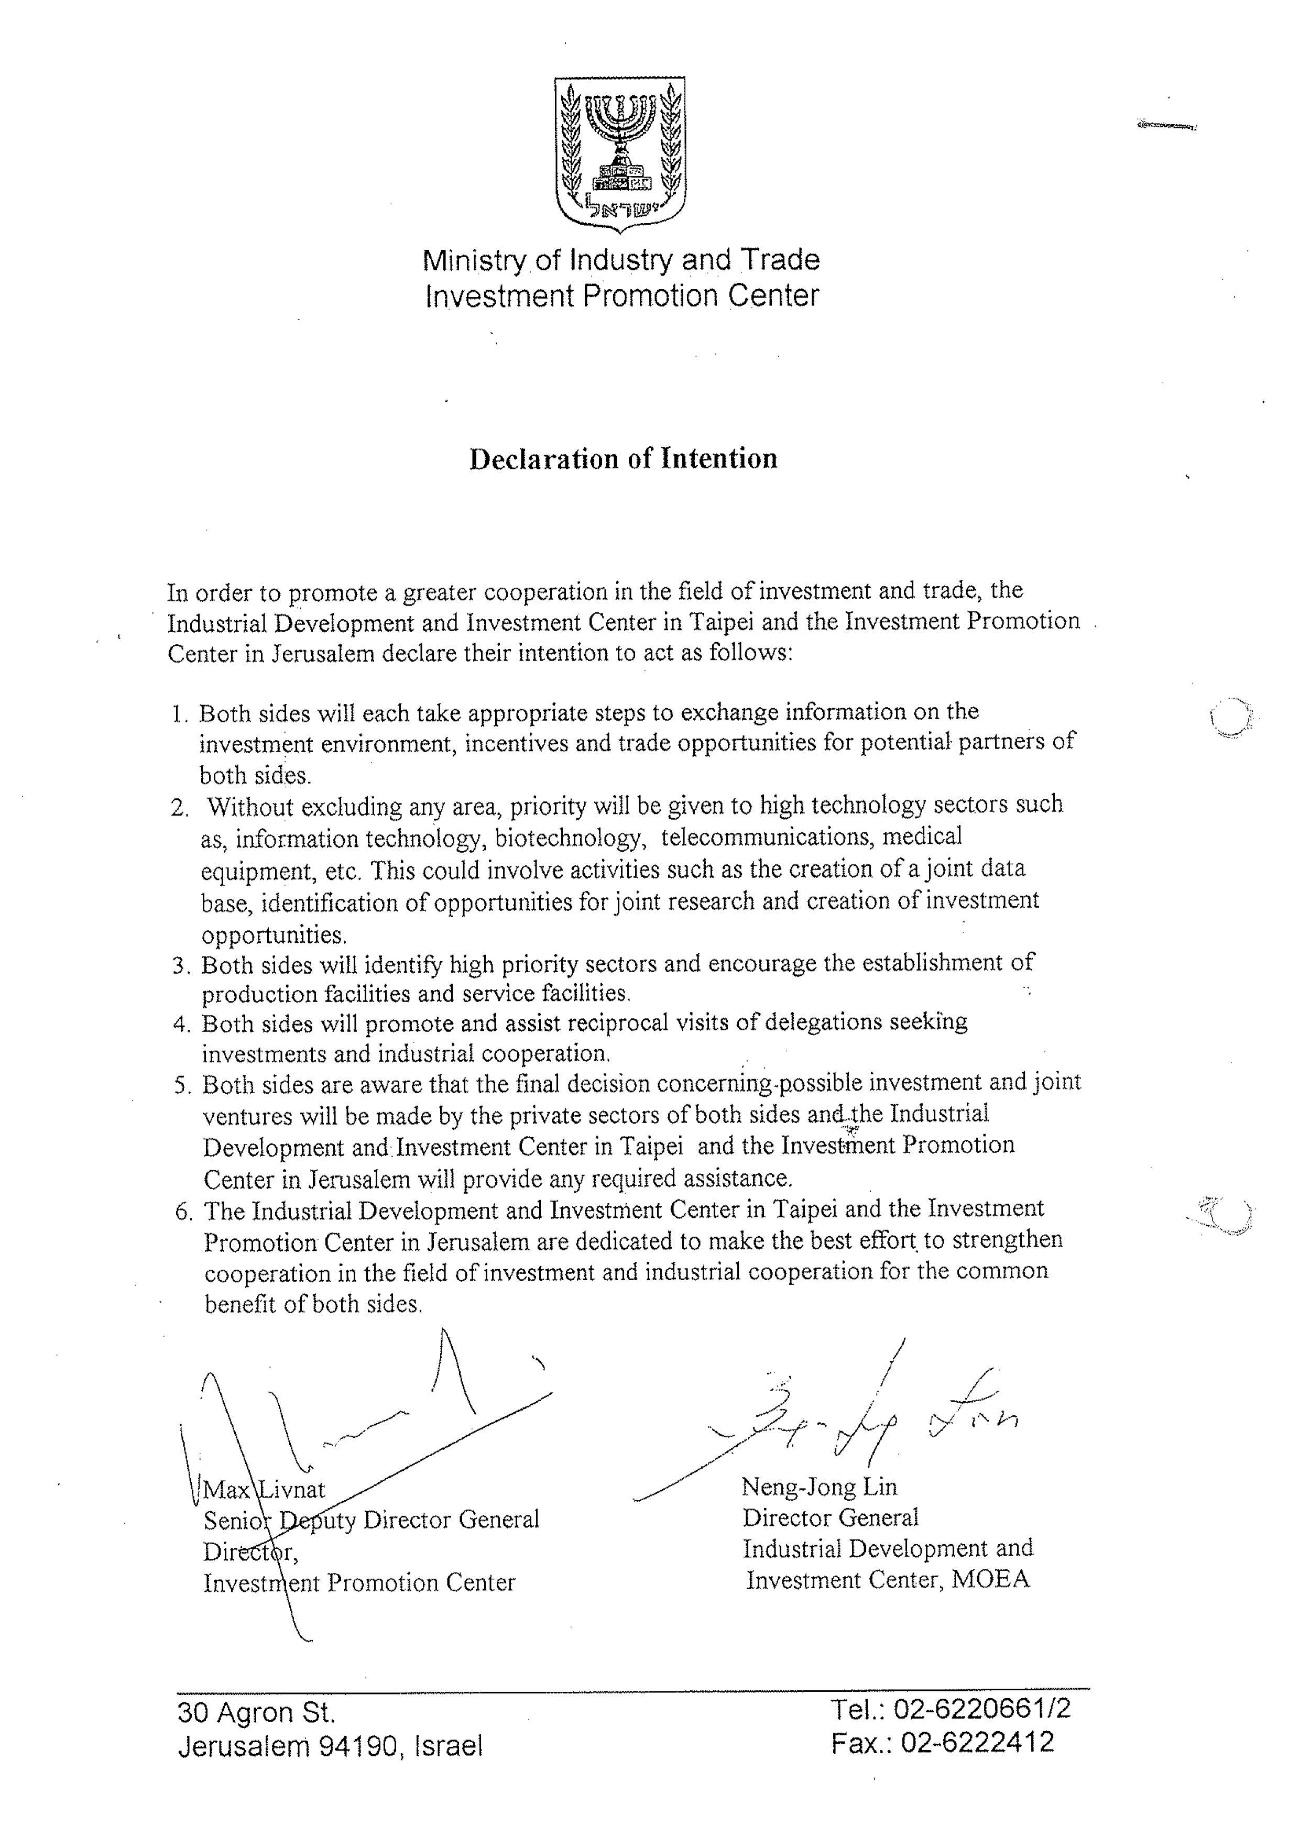 ישראל
Ministry of Industry and Trade
Investment Promotion Center
Declaration of Intention
In order to promote a greater cooperation in the field of investment and trade, the
Industrial Development and Investment Center in Taipei and the Investment Promotion
Center in Jerusalem declare their intention to act as follows:
1. Both sides will each take appropriate steps to exchange information on the
investment environment, incentives and trade opportunities for potential partners of
both sides.
2. Without excluding any area, priority will be given to high technology sectors such
as, information technology, biotechnology, telecommunications, medical
equipment, etc. This could involve activities such as the creation of a joint data
base, identification of opportunities for joint research and creation of investment
opportunities.
3. Both sides will identify high priority sectors and encourage the establishment of
production facilities and service facilities.
4. Both sides will promote and assist reciprocal visits of delegations seeking
investments and industrial cooperation.
5. Both sides are aware that the final decision concerning possible investment and joint
ventures will be made by the private sectors of both sides and the Industrial
Development and Investment Center in Taipei and the Investment Promotion
Center in Jerusalem will provide any required assistance.
6. The Industrial Development and Investment Center in Taipei and the Investment
Promotion Center in Jerusalem are dedicated to make the best effort to strengthen
cooperation in the field of investment and industrial cooperation for the common
benefit of both sides.
Max Livnat
Senior Deputy Director General
Director,
Investment Promotion Center
Neng-Jong Lin
Director General
Industrial Development and
Investment Center, MOEA
30 Agron St.
Jerusalem 94190, Israel
Tel.: 02-6220661/2
Fax.: 02-6222412